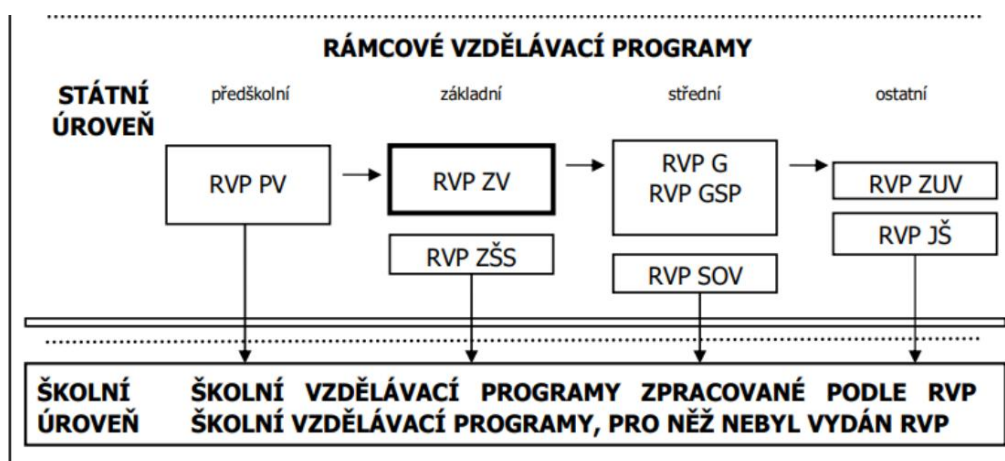 RÁMCOVÉ VZDĚLÁVACÍ PROGRAMY
STÁTNÍ ÚROVEŇ
předškolní
základní
střední
ostatní
RVP PV
RVP ZV
RVP G
RVP GSP
RVP ZUV
RVP ZŠS
RVP JŠ
RVP SOV
ŠKOLNÍ ÚROVEŇ
ŠKOLNÍ VZDĚLÁVACÍ PROGRAMY ZPRACOVANÉ PODLE RVP
ŠKOLNÍ VZDĚLÁVACÍ PROGRAMY, PRO NĚŽ NEBYL VYDÁN RVP